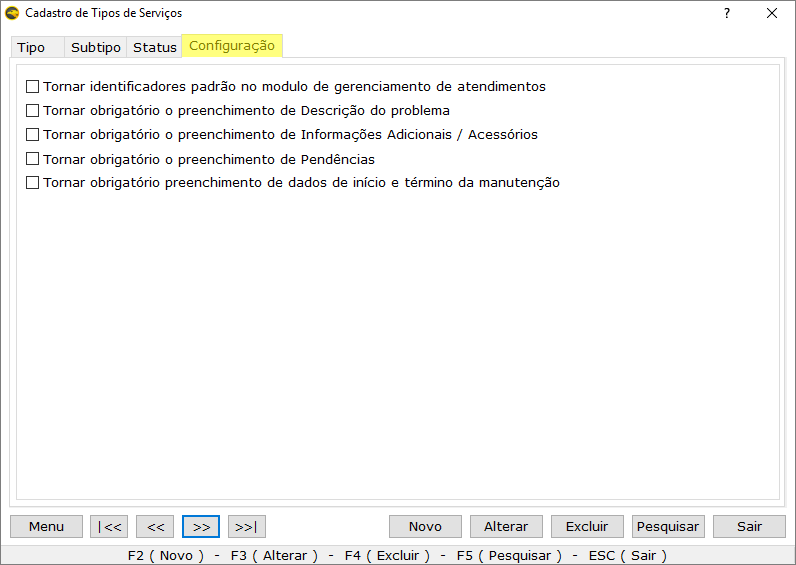 Cadastro de Tipos de Serviços ?
Tipo Subtipo Status Configuração
Tornar identificadores padrão no modulo de gerenciamento de atendimentos
Tornar obrigatório o preenchimento de Descrição do problema
Tornar obrigatório o preenchimento de Informações Adicionais / Acessórios
Tornar obrigatório o preenchimento de Pendências
Tornar obrigatório preenchimento de dados de início e término da manutenção
Menu |<< << >> >>| Novo Alterar Excluir Pesquisar Sair
F2 ( Novo ) - F3 ( Alterar ) - F4 ( Excluir ) - F5 ( Pesquisar ) - ESC ( Sair )